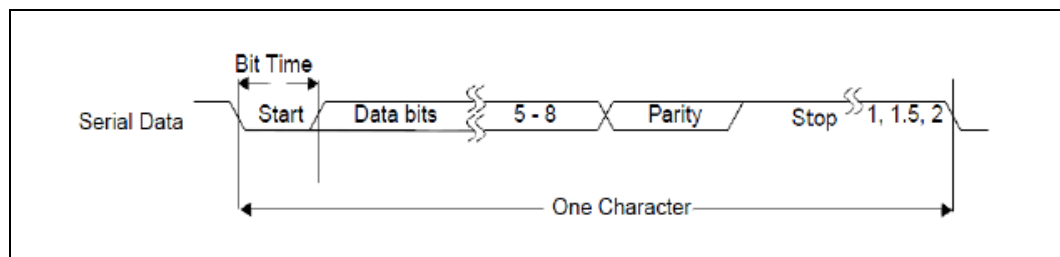 Bit Time
Serial Data Start Data bits 5 - 8 Parity Stop 1, 1.5, 2
One Character